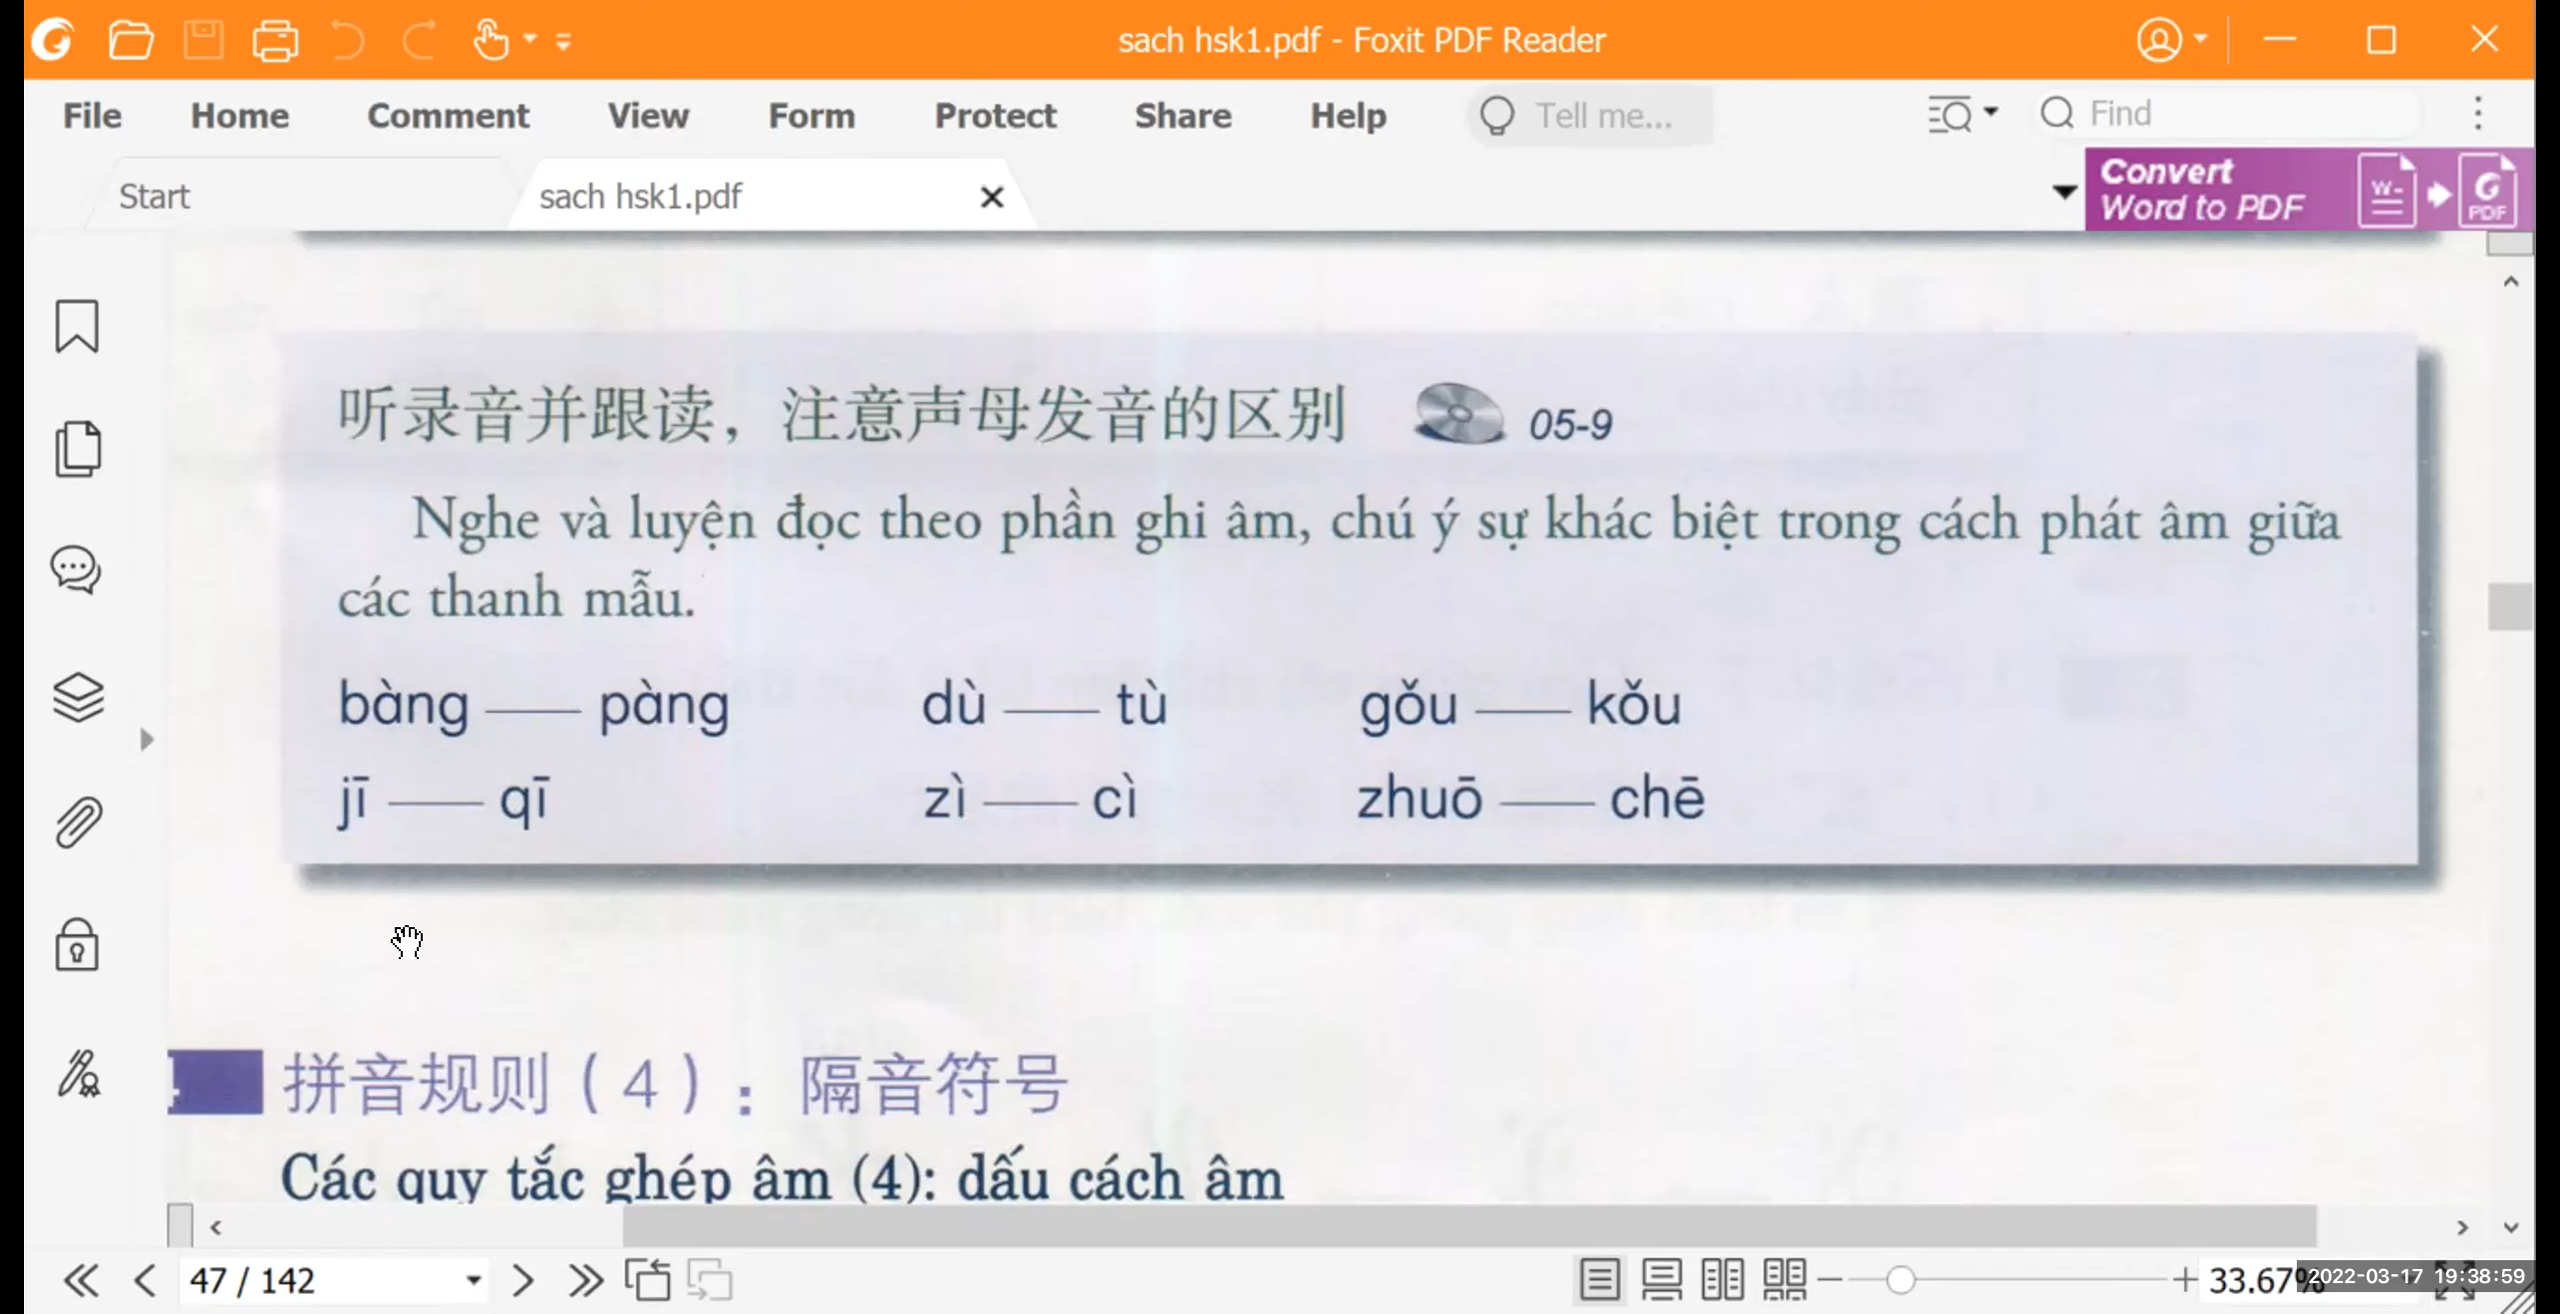 sach hsk1.pdf - Foxit PDF Reader
File Home Comment View Form Protect Share Help Tell me... Find
Start sach hsk1.pdf Convert
Word to PDF
W
PDF
听录音并跟读，注意声母发音的区别 05-9
Nghe và luyện đọc theo phần ghi âm, chú ý sự khác biệt trong cách phát âm giữa
các thanh mẫu.
bàng —— pàng dù —— tù gǒu —— kǒu
jī —— qī zì —— cì zhuō —— chē
拼音规则（4）：隔音符号
Các quy tắc ghép âm (4): dấu cách âm
47 / 142 33.67% 2022-03-17 19:38:59